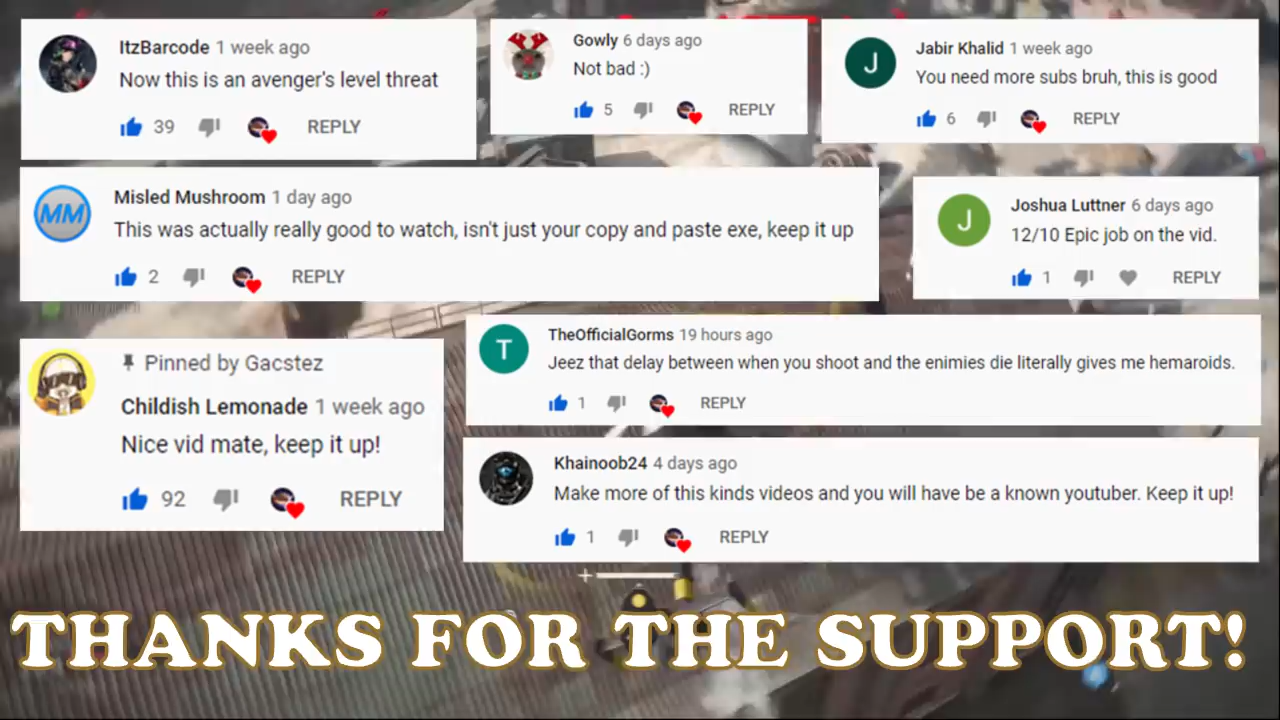 ItzBarcode 1 week ago
Now this is an avenger's level threat
39 REPLY
Gowly 6 days ago
Not bad :)
5 REPLY
J
Jabir Khalid 1 week ago
You need more subs bruh, this is good
6 REPLY
MM
Misled Mushroom 1 day ago
This was actually really good to watch, isn't just your copy and paste exe, keep it up
2 REPLY
J
Joshua Luttner 6 days ago
12/10 Epic job on the vid.
1 REPLY
Pinned by Gacstez
Childish Lemonade 1 week ago
Nice vid mate, keep it up!
92 REPLY
T
TheOfficialGorms 19 hours ago
Jeez that delay between when you shoot and the enimies die literally gives me hemaroids.
1 REPLY
Khainoob24 4 days ago
Make more of this kinds videos and you will have be a known youtuber. Keep it up!
1 REPLY
THANKS FOR THE SUPPORT!